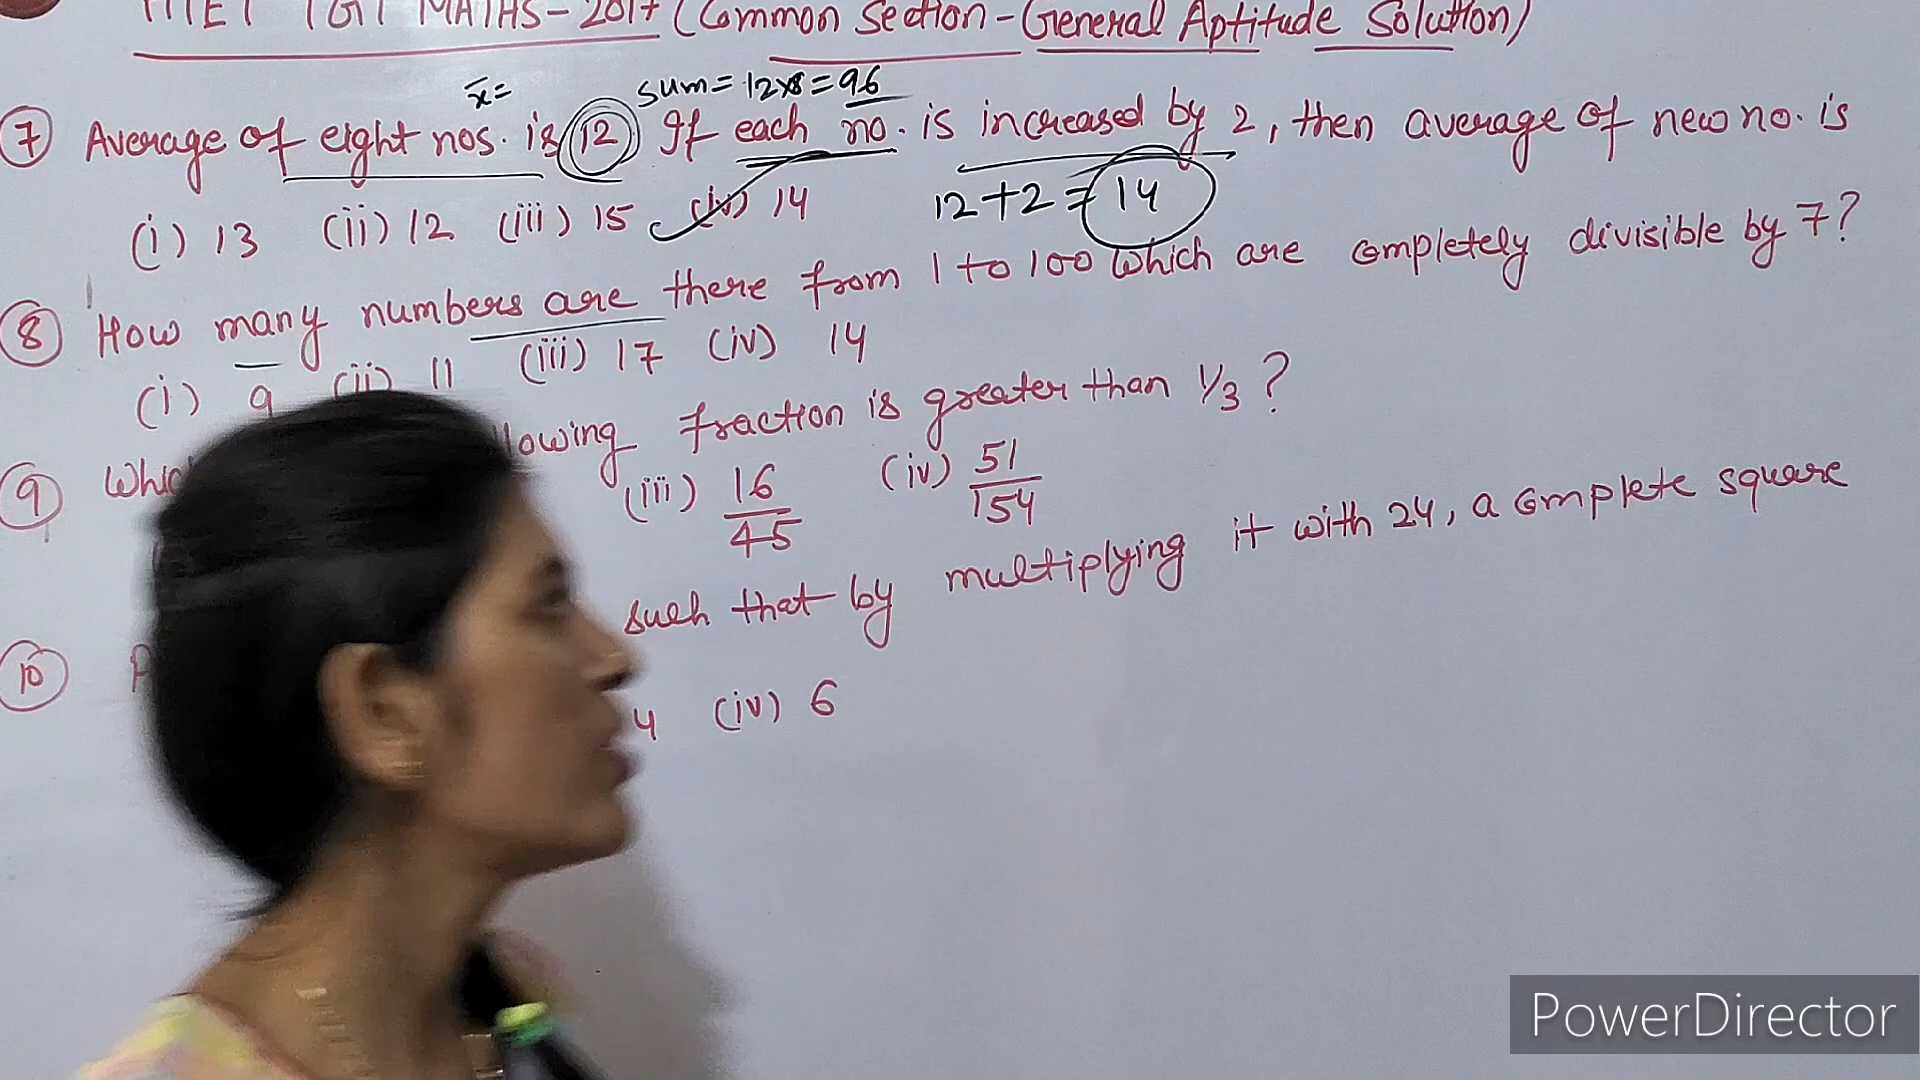 TGT MATHS-2017 (Common Section-General Aptitude Solution)
x̄= sum=12x8=96
7 Average of eight nos. is 12 If each no. is increased by 2, then average of new no. is
(i) 13 (ii) 12 (iii) 15 (iv) 14 12+2=14
8 How many numbers are there from 1 to 100 which are completely divisible by 7?
(i) 9 (ii) 11 (iii) 17 (iv) 14
9 fraction is greater than 1/3?
(iii) 16/45 (iv) 51/154
10 such that by multiplying it with 24, a complete square
4 (iv) 6
PowerDirector